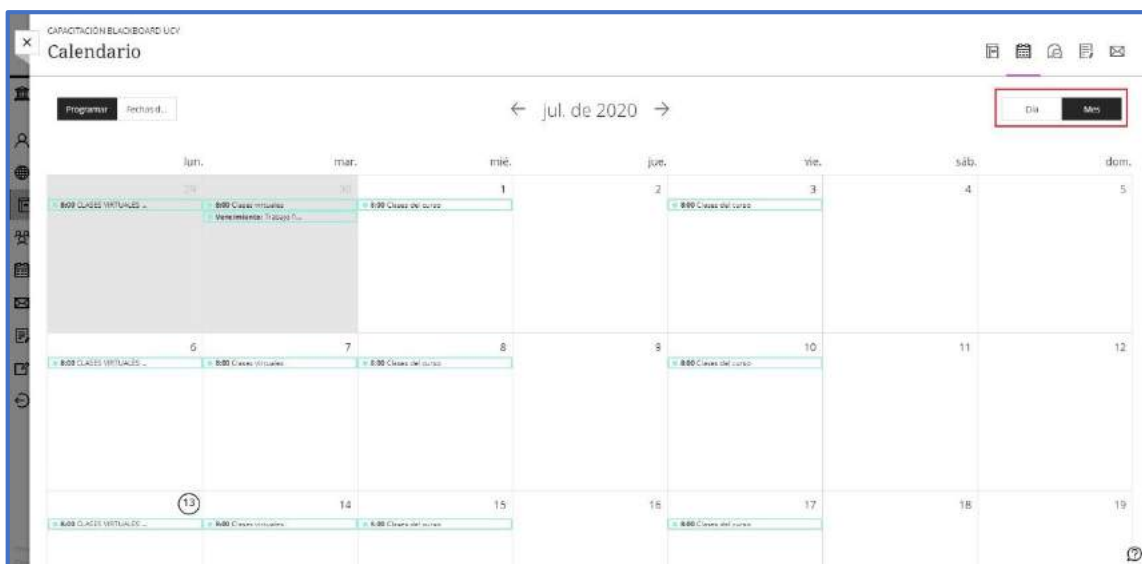 CAPACITACIÓN BLACKBOARD UCV
Calendario
Programar Fechas d... ← jul. de 2020 → Día Mes
lun. mar. mié. jue. vie. sáb. dom.
29 30 1 2 3 4 5
8:00 CLASES VIRTUALES ... 8:00 Clases virtuales 8:00 Clases del curso 8:00 Clases del curso
Vencimiento: Trabajo fi...
6 7 8 9 10 11 12
8:00 CLASES VIRTUALES ... 8:00 Clases virtuales 8:00 Clases del curso 8:00 Clases del curso
13 14 15 16 17 18 19
8:00 CLASES VIRTUALES ... 8:00 Clases virtuales 8:00 Clases del curso 8:00 Clases del curso